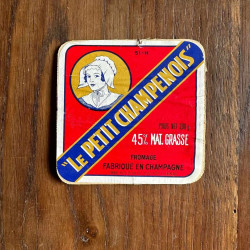 "LE PETIT CHAMPENOIS"
45% MAT. GRASSE
FROMAGE
FABRIQUÉ EN CHAMPAGNE